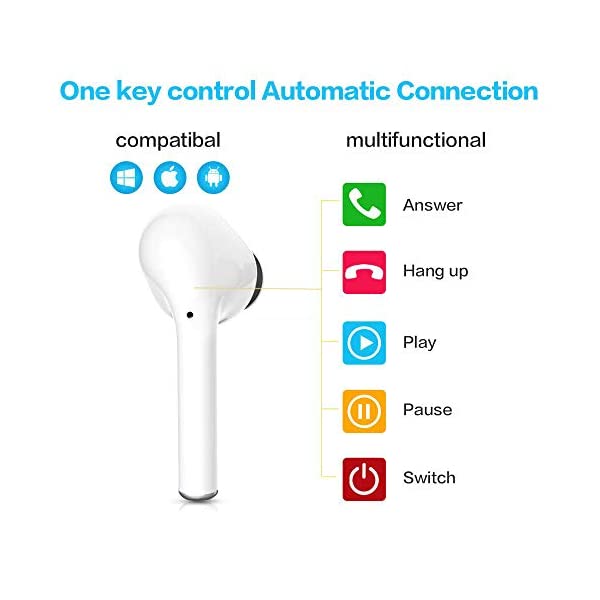 One key control Automatic Connection
compatibal
multifunctional
Answer
Hang up
Play
Pause
Switch